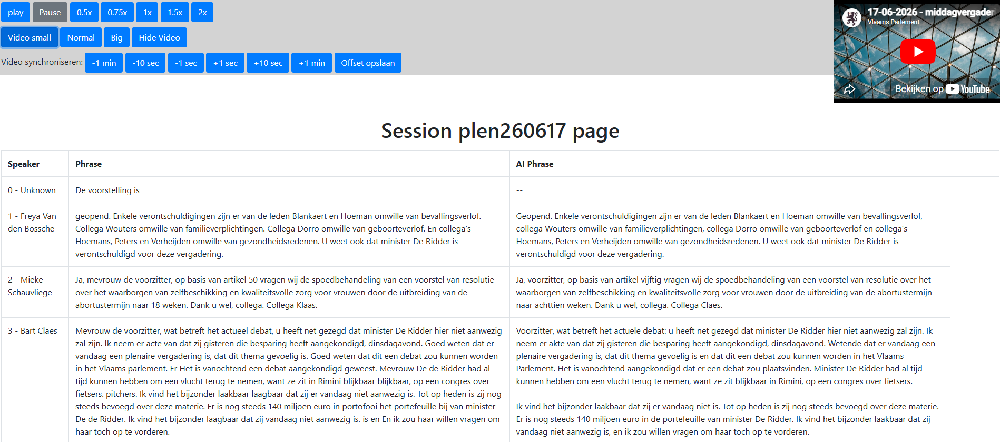 play Pause 0.5x 0.75x 1x 1.5x 2x
Video small Normal Big Hide Video
Video synchroniseren: -1 min -10 sec -1 sec +1 sec +10 sec +1 min Offset opslaan
17-06-2026 - middagvergader
Vlaams Parlement
Bekijken op YouTube
Session plen260617 page
Speaker Phrase AI Phrase
0 - Unknown De voorstelling is --
1 - Freya Van
den Bossche
geopend. Enkele verontschuldigingen zijn er van de leden Blankaert en Hoeman omwille van bevallingsverlof.
Collega Wouters omwille van familieverplichtingen. Collega Dorro omwille van geboorteverlof. En collega's
Hoemans, Peters en Verheijden omwille van gezondheidsredenen. U weet ook dat minister De Ridder is
verontschuldigd voor deze vergadering.
Geopend. Enkele verontschuldigingen zijn er van de leden Blankaert en Hoeman omwille van bevallingsverlof,
collega Wouters omwille van familieverplichtingen, collega Dorro omwille van geboorteverlof en collega's
Hoemans, Peters en Verheijden omwille van gezondheidsredenen. U weet ook dat minister De Ridder is
verontschuldigd voor deze vergadering.
2 - Mieke
Schauvliege
Ja, mevrouw de voorzitter, op basis van artikel 50 vragen wij de spoedbehandeling van een voorstel van resolutie
over het waarborgen van zelfbeschikking en kwaliteitsvolle zorg voor vrouwen door de uitbreiding van de
abortustermijn naar 18 weken. Dank u wel, collega. Collega Klaas.
Ja, voorzitter, op basis van artikel vijftig vragen wij de spoedbehandeling van een voorstel van resolutie over het
waarborgen van zelfbeschikking en kwaliteitsvolle zorg voor vrouwen door de uitbreiding van de abortustermijn
naar achttien weken. Dank u wel, collega. Collega Claes.
3 - Bart Claes
Mevrouw de voorzitter, wat betreft het actueel debat, u heeft net gezegd dat minister De Ridder hier niet aanwezig
zal zijn. Ik neem er acte van dat zij gisteren die besparing heeft aangekondigd, dinsdagavond. Goed weten dat er
vandaag een plenaire vergadering is, dat dit thema gevoelig is. Goed weten dat dit een debat zou kunnen worden
in het Vlaams parlement. Er Het is vanochtend een debat aangekondigd geweest. Mevrouw De de Ridder had al
tijd kunnen hebben om een vlucht terug te nemen, want ze zit in Rimini blijkbaar blijkbaar, op een congres over
fietsers. pitchers. Ik vind het bijzonder laakbaar laagbaar dat zij er vandaag niet aanwezig is. Tot op heden is zij nog
steeds bevoegd over deze materie. Er is nog steeds 140 miljoen euro in portofooi het portefeuille bij van minister
De de Ridder. Ik vind het bijzonder laagbaar dat zij vandaag niet aanwezig is. is en En ik zou haar willen vragen om
haar toch op te vorderen.
Voorzitter, wat betreft het actuele debat: u heeft net gezegd dat minister De Ridder hier niet aanwezig zal zijn. Ik
neem er akte van dat zij gisteren die besparing heeft aangekondigd, dinsdagavond. Wetende dat er vandaag een
plenaire vergadering is, dat dit thema gevoelig is en dat dit een debat zou kunnen worden in het Vlaams
Parlement. Het is vanochtend aangekondigd dat er een debat zou plaatsvinden. Minister De Ridder had al tijd
kunnen hebben om een vlucht terug te nemen, want ze zit blijkbaar in Rimini, op een congres over fietsers.
Ik vind het bijzonder laakbaar dat zij er vandaag niet is. Tot op heden is zij nog steeds bevoegd over deze materie.
Er is nog steeds 140 miljoen euro in de portefeuille van minister De Ridder. Ik vind het bijzonder laakbaar dat zij
vandaag niet aanwezig is, en ik zou willen vragen om haar toch op te vorderen.